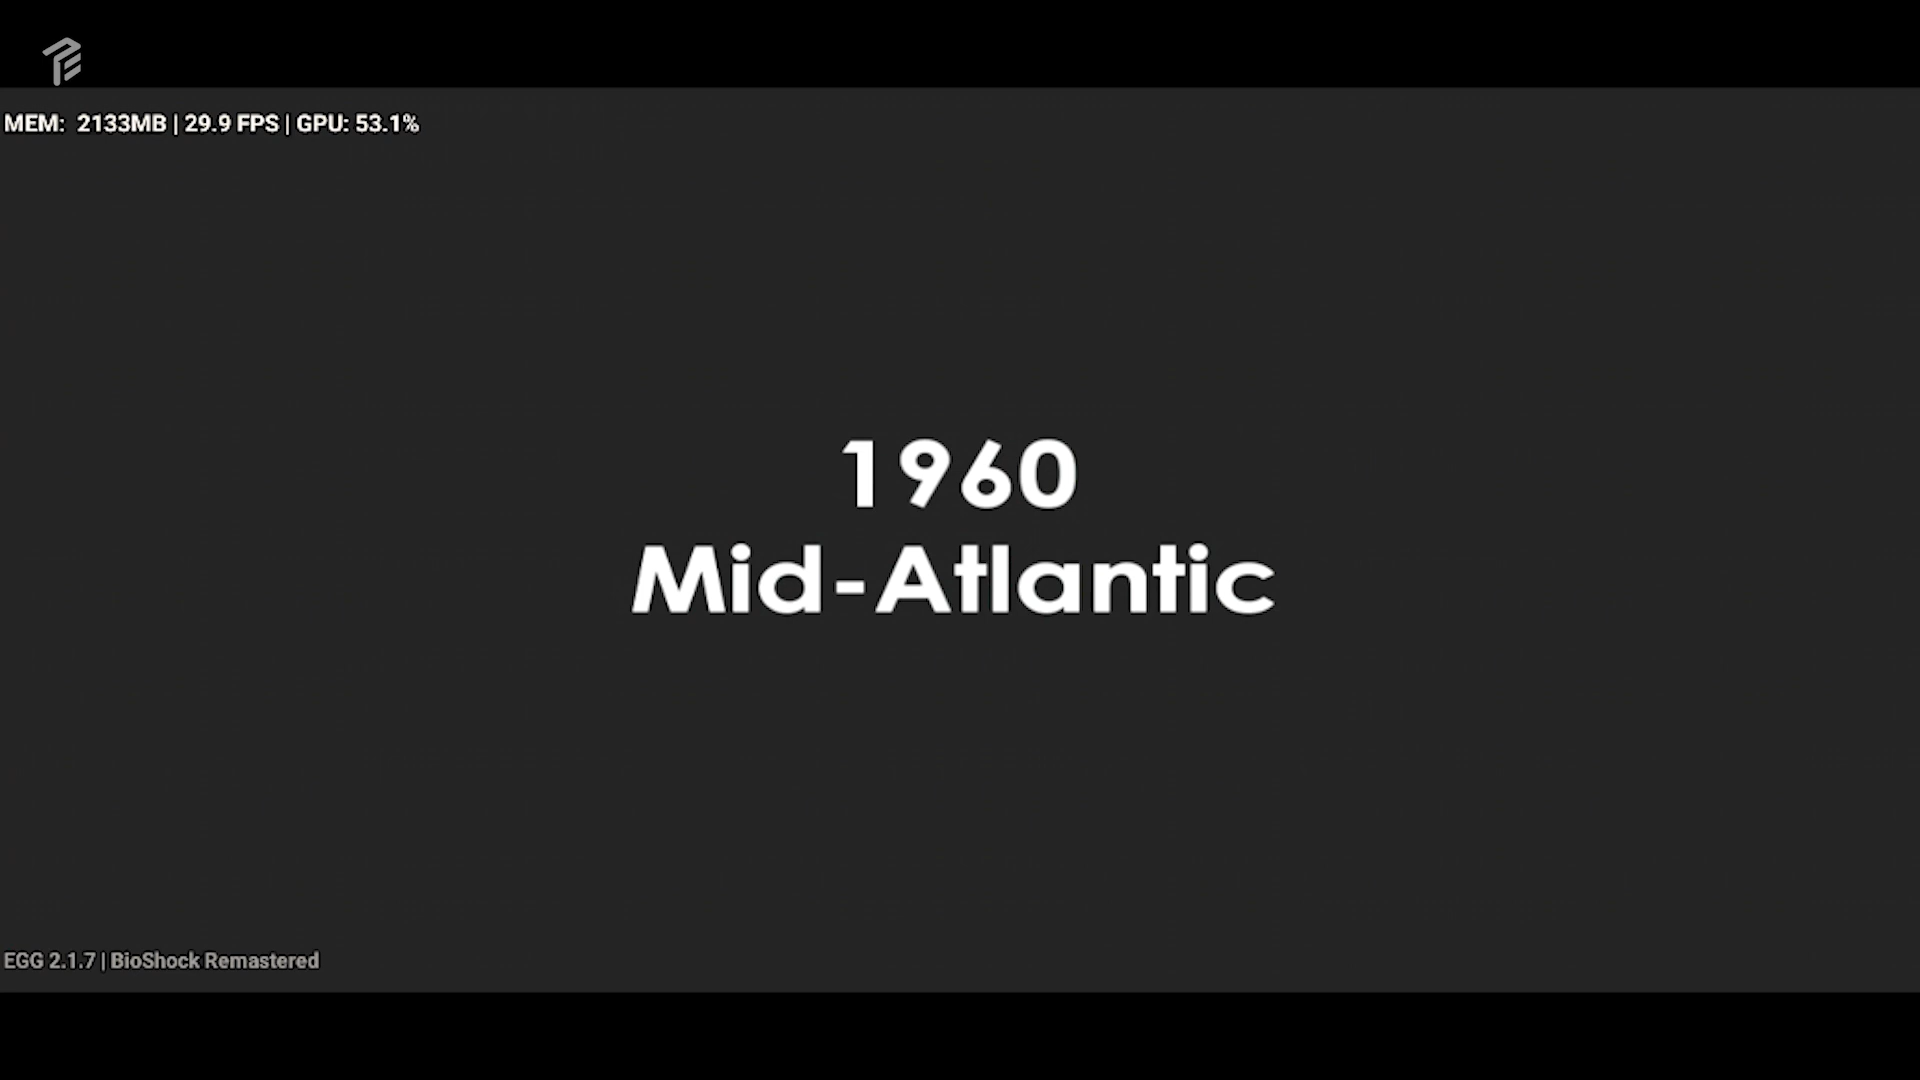 MEM: 2133MB | 29.9 FPS | GPU: 53.1%
1960
Mid-Atlantic
EGG 2.1.7 | BioShock Remastered